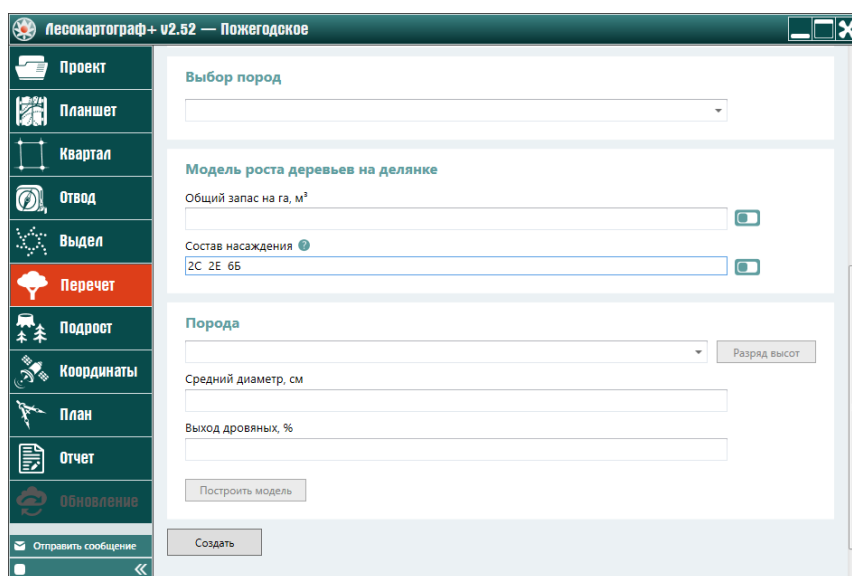 Лесокартограф+ v2.52 — Пожегодское
Проект
Планшет
Квартал
Отвод
Выдел
Перечет
Подрост
Координаты
План
Отчет
Обновление
Отправить сообщение
Выбор пород
Модель роста деревьев на делянке
Общий запас на га, м³
Состав насаждения ?
2С 2Е 6Б
Порода
Разряд высот
Средний диаметр, см
Выход дровяных, %
Построить модель
Создать